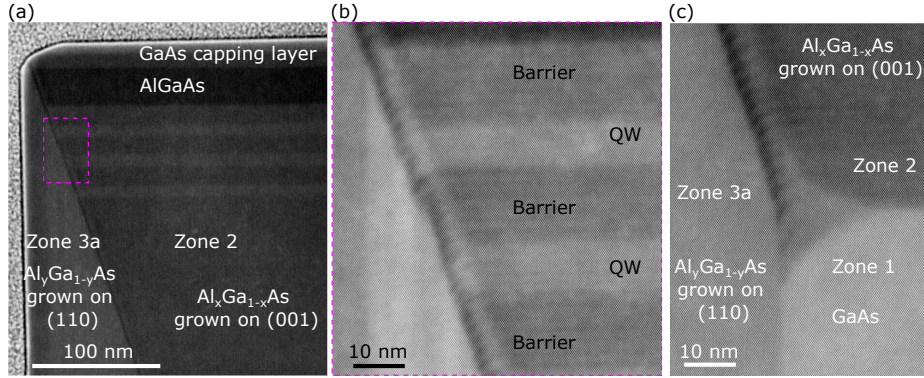 (a)
GaAs capping layer
AlGaAs
Zone 3a
Zone 2
AlyGa1-yAs
grown on
(110)
AlxGa1-xAs
grown on (001)
100 nm
(b)
Barrier
QW
Barrier
QW
Barrier
10 nm
(c)
AlxGa1-xAs
grown on (001)
Zone 2
Zone 3a
Zone 1
AlyGa1-yAs
grown on
(110)
GaAs
10 nm